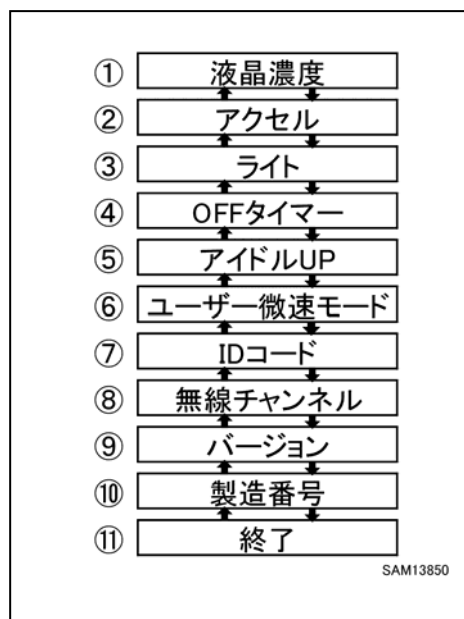 ① 液晶濃度
② アクセル
③ ライト
④ OFFタイマー
⑤ アイドルUP
⑥ ユーザー微速モード
⑦ IDコード
⑧ 無線チャンネル
⑨ バージョン
⑩ 製造番号
⑪ 終了
SAM13850